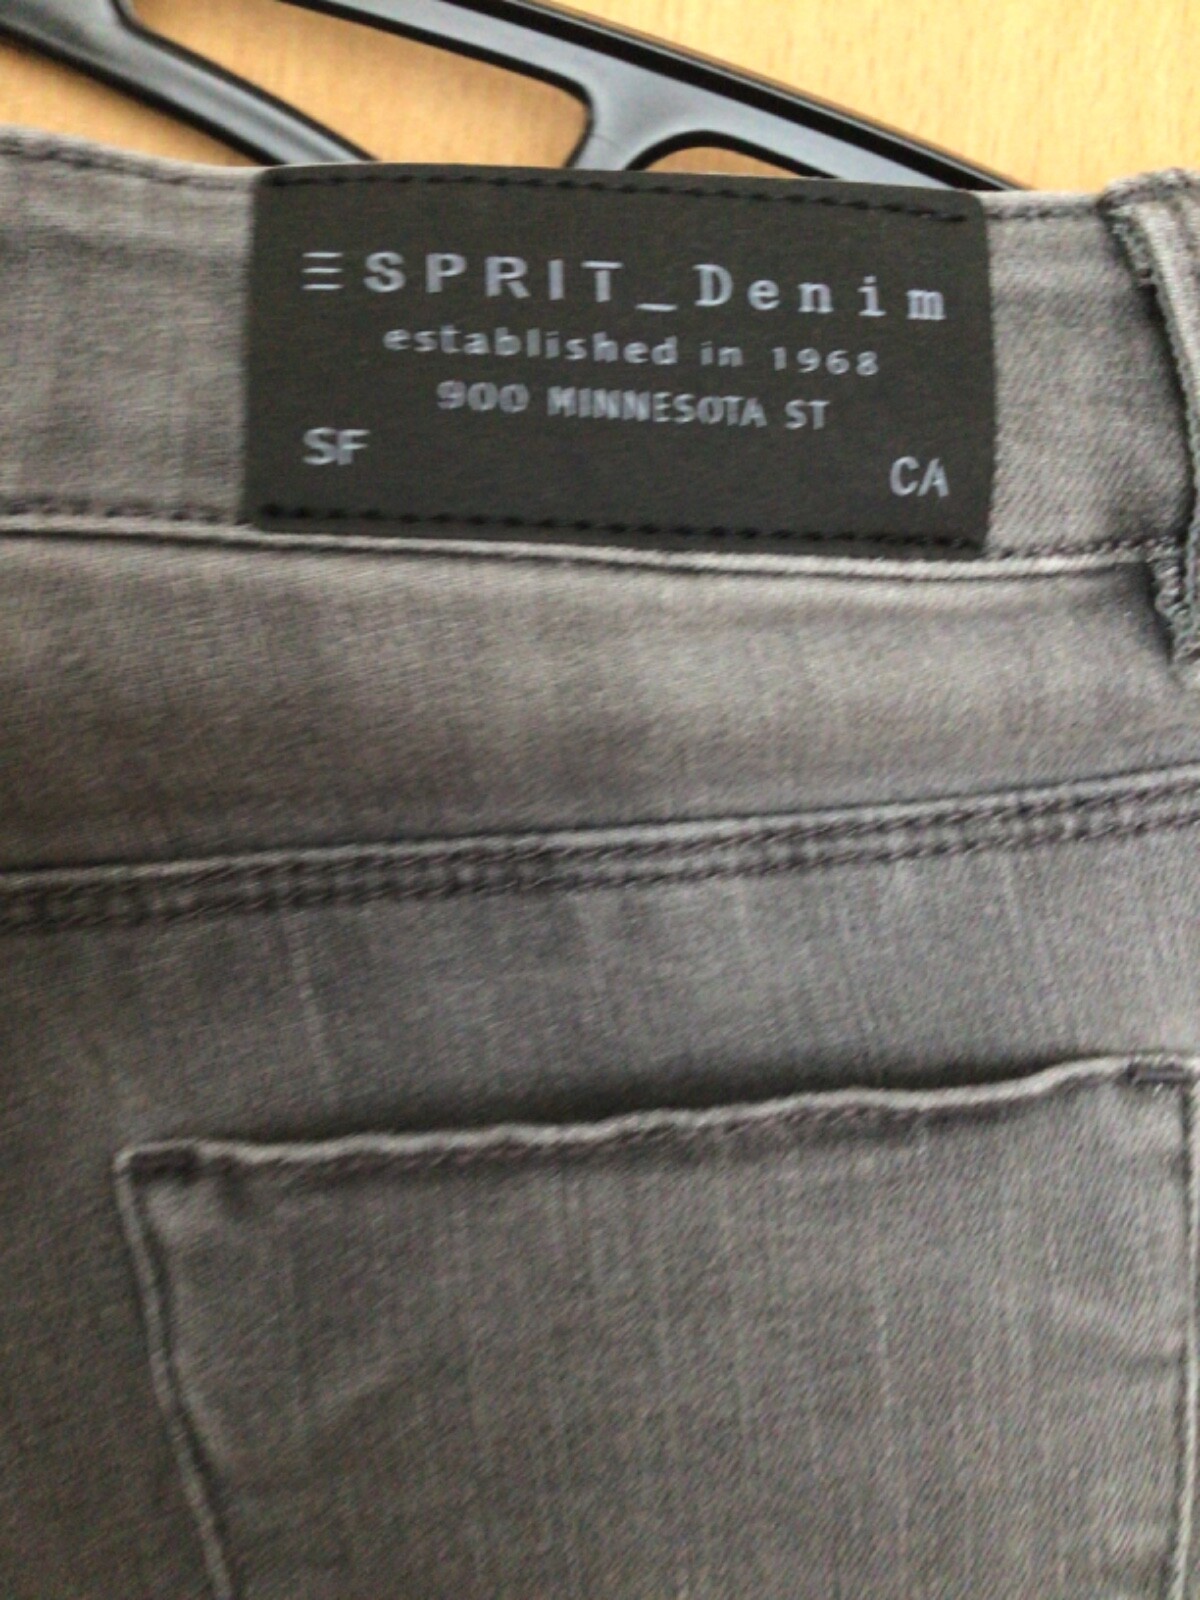 ESPRIT_Denim
established in 1968
900 MINNESOTA ST
SF CA